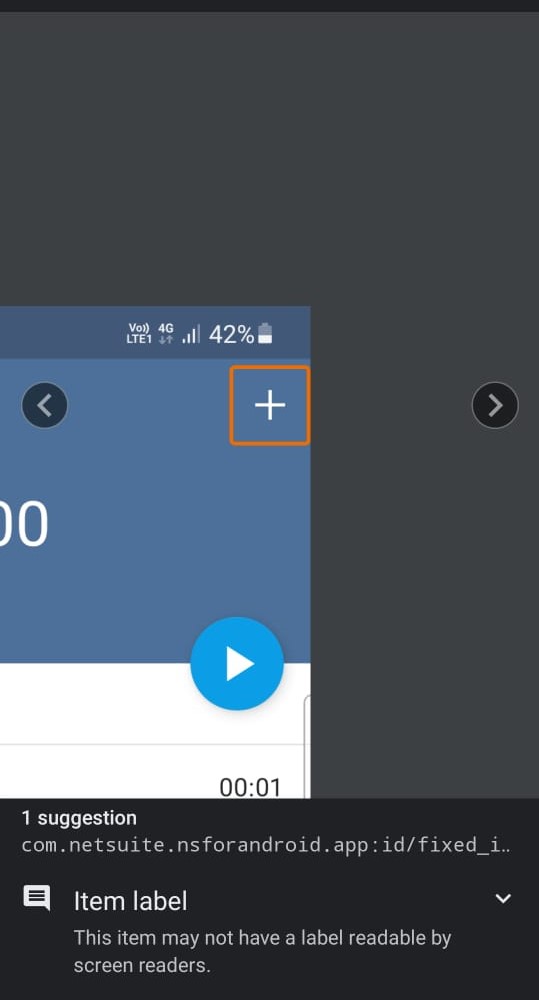 Vo)) 4G
LTE1 42%
00
00:01
1 suggestion
com.netsuite.nsforandroid.app:id/fixed_i..
Item label
This item may not have a label readable by
screen readers.